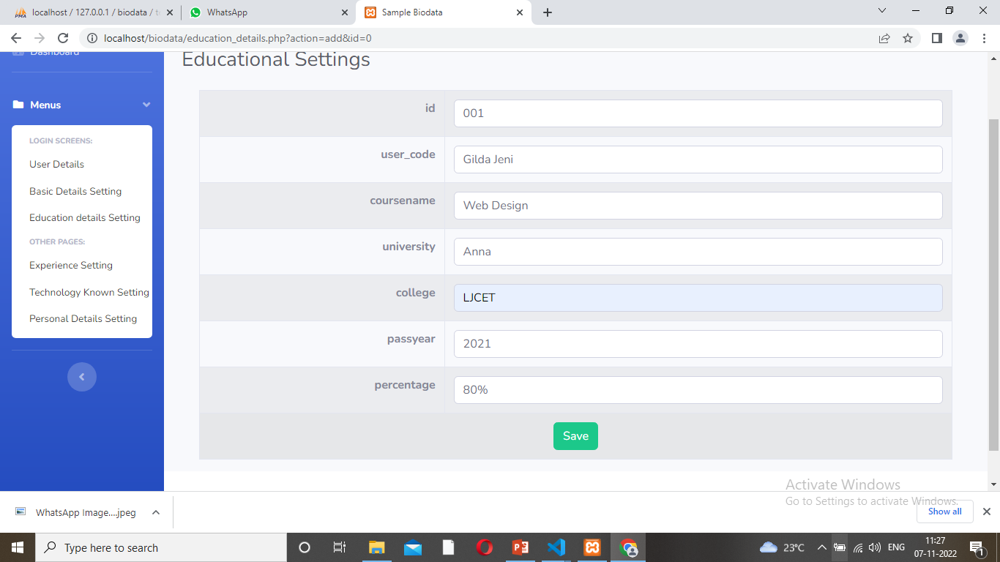 localhost / 127.0.0.1 / biodata / t
WhatsApp
Sample Biodata
localhost/biodata/education_details.php?action=add&id=0
Dashboard
Menus
LOGIN SCREENS:
User Details
Basic Details Setting
Education details Setting
OTHER PAGES:
Experience Setting
Technology Known Setting
Personal Details Setting
Educational Settings
id
001
user_code
Gilda Jeni
coursename
Web Design
university
Anna
college
LJCET
passyear
2021
percentage
80%
Save
Activate Windows
Go to Settings to activate Windows.
WhatsApp Image....jpeg
Show all
Type here to search
23°C
ENG
11:27
07-11-2022
1